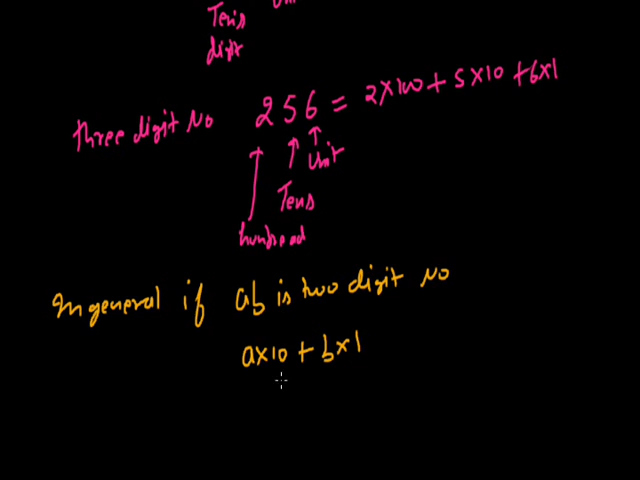 Tens
digit
three digit No 256 = 2×100 + 5×10 + 6×1
Unit
Tens
hundread
In general if ab is two digit No
a×10 + b×1